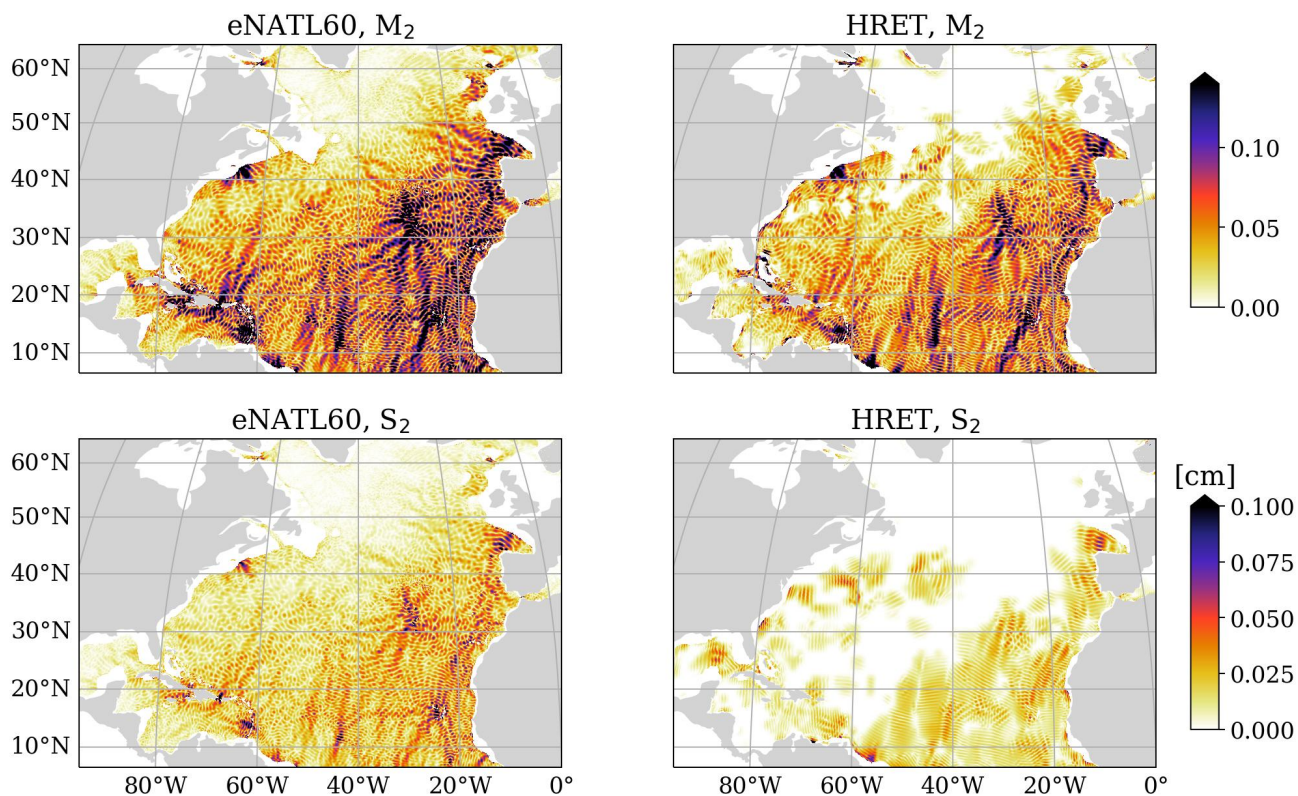 eNATL60, M₂
HRET, M₂
60°N
50°N
40°N
30°N
20°N
10°N
0.10
0.05
0.00
eNATL60, S₂
HRET, S₂
60°N
50°N
40°N
30°N
20°N
10°N
[cm]
0.100
0.075
0.050
0.025
0.000
80°W 60°W 40°W 20°W 0°
80°W 60°W 40°W 20°W 0°